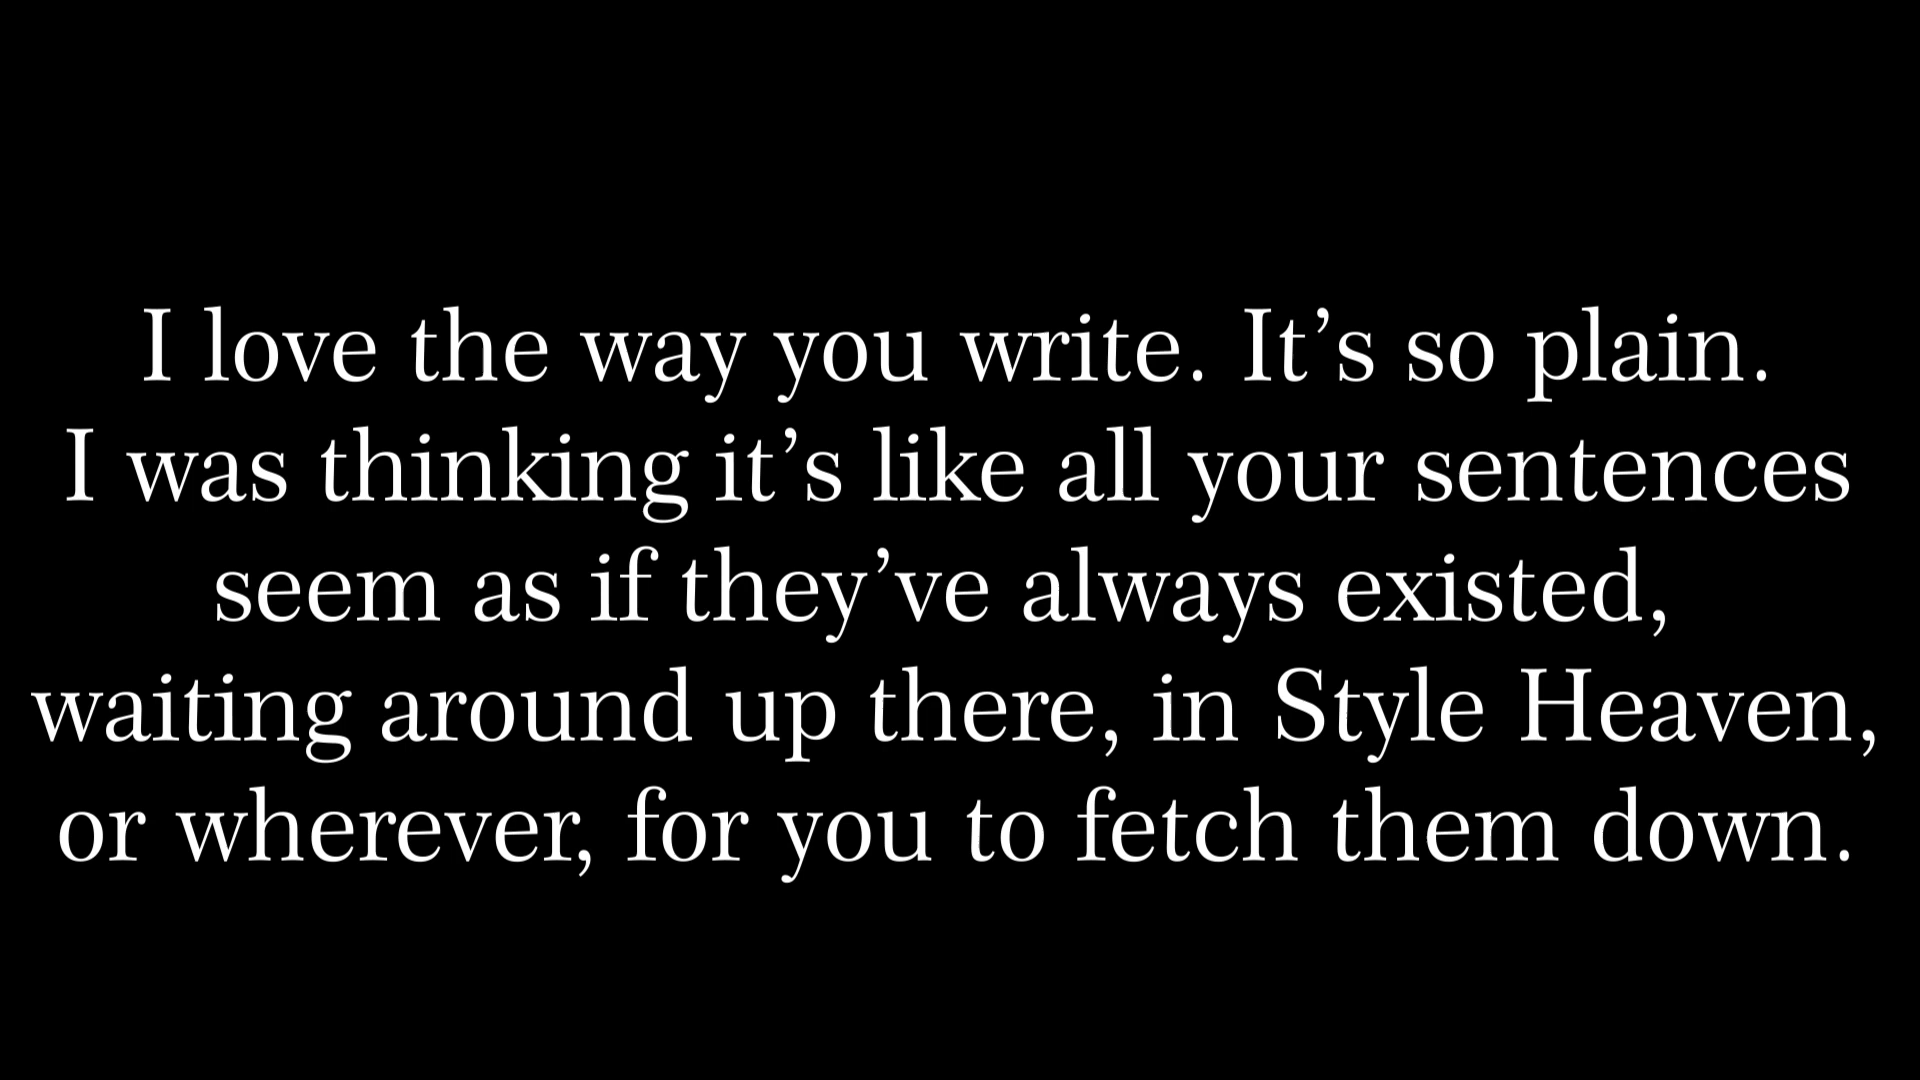 I love the way you write. It’s so plain.
I was thinking it’s like all your sentences
seem as if they’ve always existed,
waiting around up there, in Style Heaven,
or wherever, for you to fetch them down.